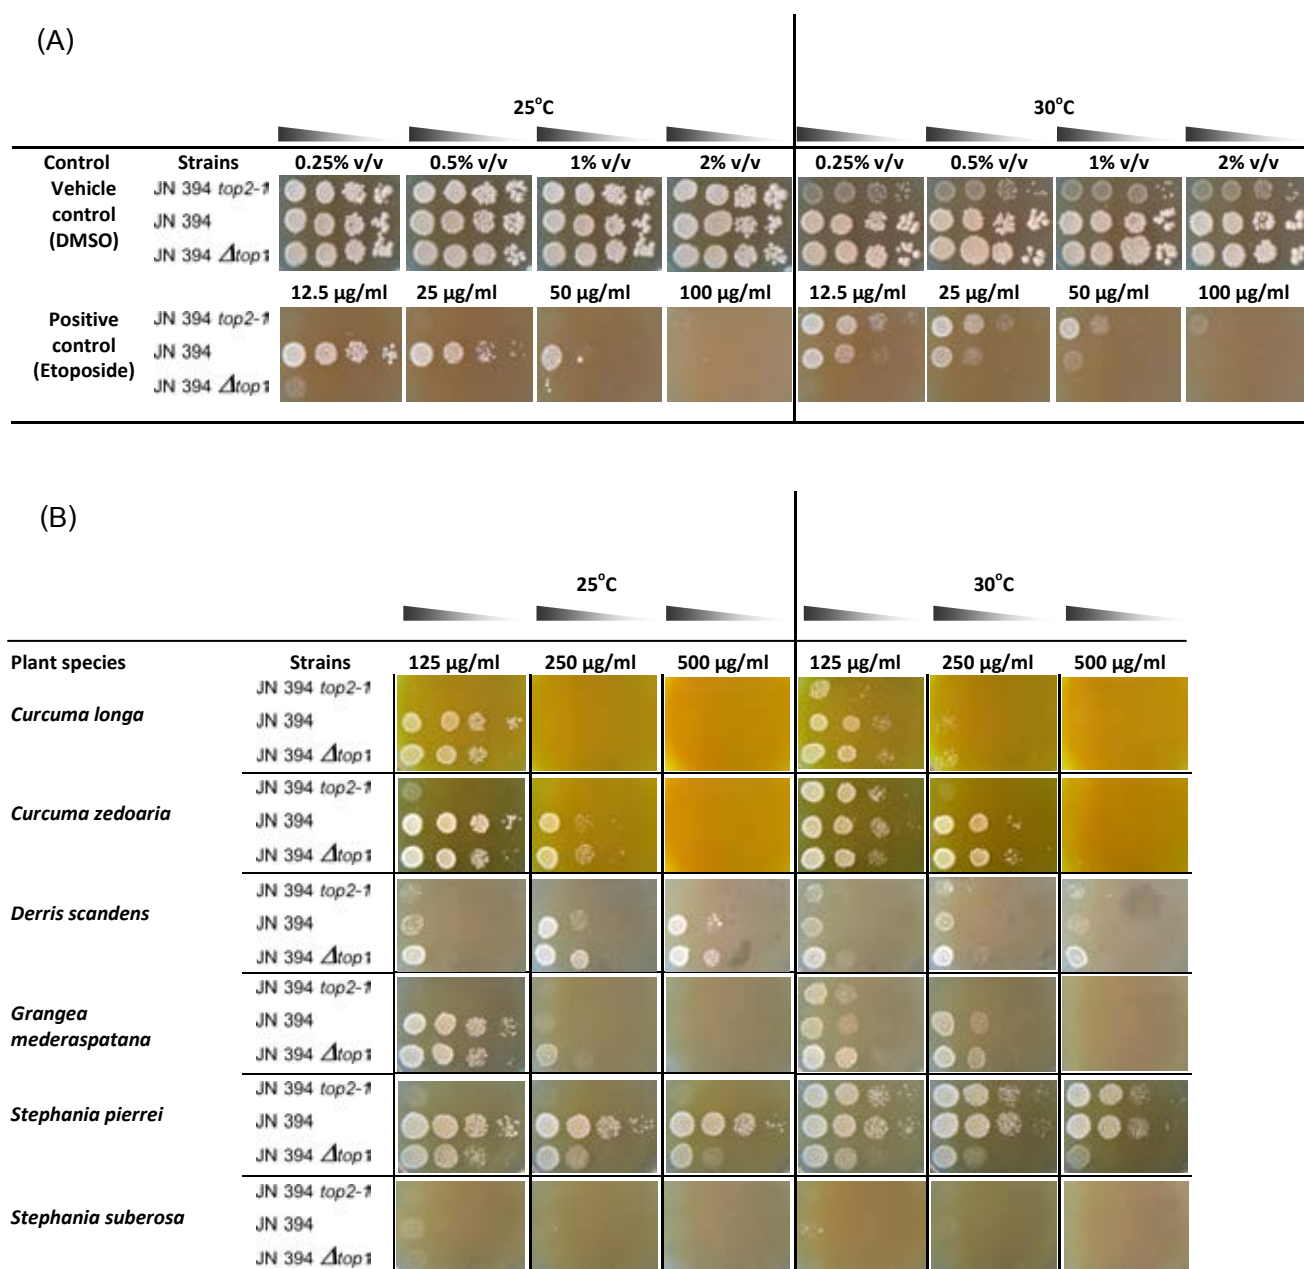 (A)
25°C 30°C
Control Strains 0.25% v/v 0.5% v/v 1% v/v 2% v/v 0.25% v/v 0.5% v/v 1% v/v 2% v/v
Vehicle control (DMSO) JN 394 top2-1
JN 394
JN 394 Δtop1
12.5 µg/ml 25 µg/ml 50 µg/ml 100 µg/ml 12.5 µg/ml 25 µg/ml 50 µg/ml 100 µg/ml
Positive control (Etoposide) JN 394 top2-1
JN 394
JN 394 Δtop1
(B)
25°C 30°C
Plant species Strains 125 µg/ml 250 µg/ml 500 µg/ml 125 µg/ml 250 µg/ml 500 µg/ml
JN 394 top2-1
Curcuma longa JN 394
JN 394 Δtop1
JN 394 top2-1
Curcuma zedoaria JN 394
JN 394 Δtop1
JN 394 top2-1
Derris scandens JN 394
JN 394 Δtop1
JN 394 top2-1
Grangea mederaspatana JN 394
JN 394 Δtop1
JN 394 top2-1
Stephania pierrei JN 394
JN 394 Δtop1
JN 394 top2-1
Stephania suberosa JN 394
JN 394 Δtop1